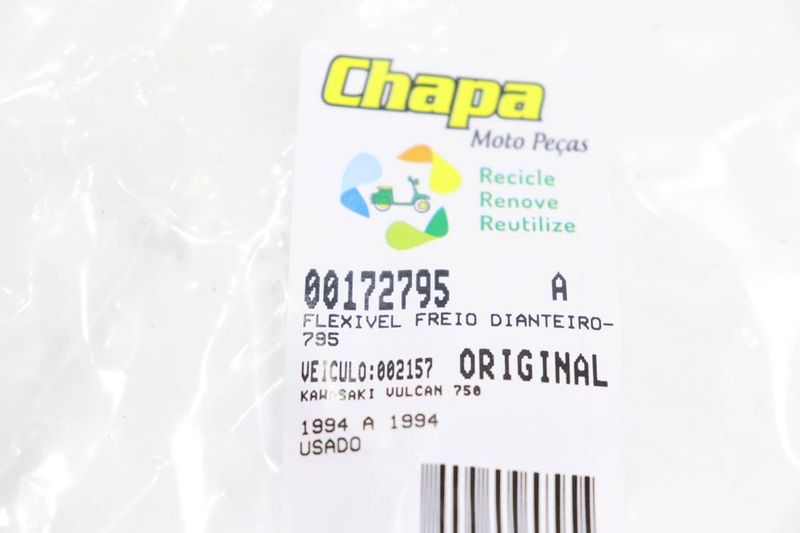 Chapa
Moto Peças
Recicle
Renove
Reutilize
00172795 A
FLEXIVEL FREIO DIANTEIRO-
795
VEICULO:002157 ORIGINAL
KAWASAKI VULCAN 750
1994 A 1994
USADO